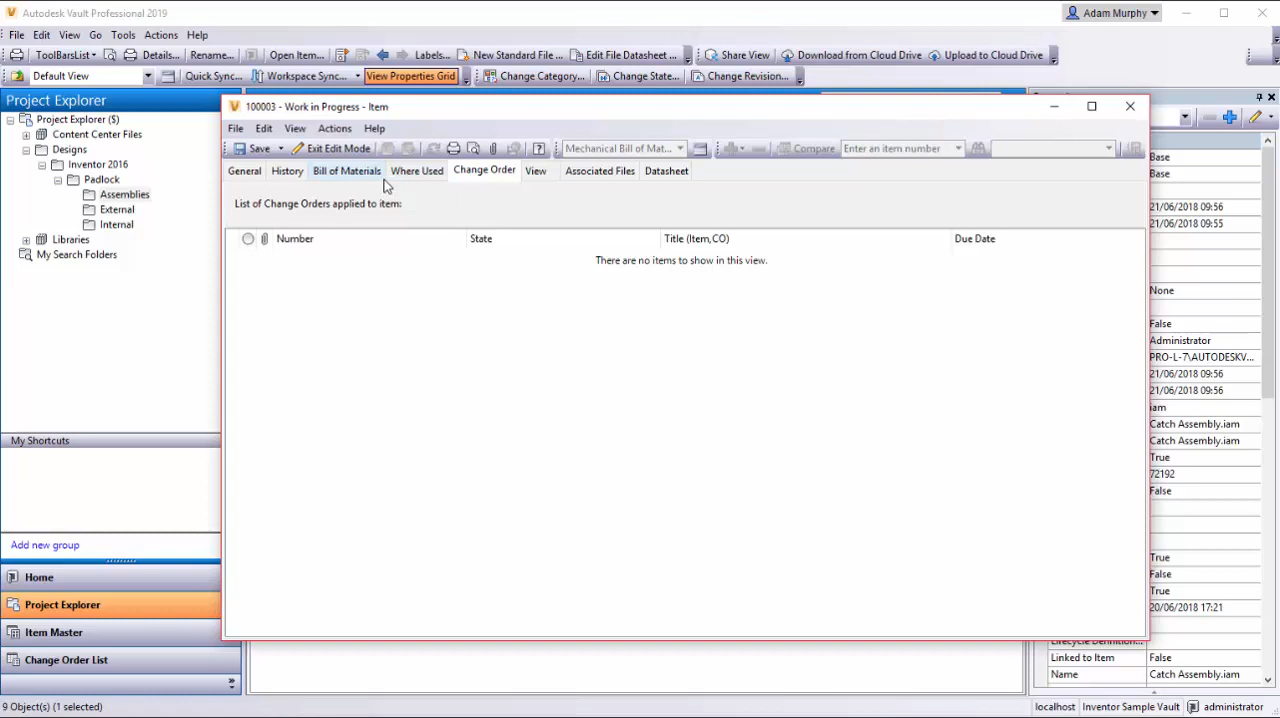 Autodesk Vault Professional 2019
Adam Murphy
File Edit View Go Tools Actions Help
ToolBarsList Details... Rename... Open Item... Labels... New Standard File ... Edit File Datasheet ... Share View Download from Cloud Drive Upload to Cloud Drive
Default View Quick Sync... Workspace Sync... View Properties Grid Change Category... Change State... Change Revision...
Project Explorer
Project Explorer ($)
Content Center Files
Designs
Inventor 2016
Padlock
Assemblies
External
Internal
Libraries
My Search Folders
My Shortcuts
Add new group
Home
Project Explorer
Item Master
Change Order List
9 Object(s) (1 selected)
100003 - Work in Progress - Item
File Edit View Actions Help
Save Exit Edit Mode Mechanical Bill of Mat... Compare Enter an item number
General History Bill of Materials Where Used Change Order View Associated Files Datasheet
List of Change Orders applied to item:
Number State Title (Item,CO) Due Date
There are no items to show in this view.
Base
Base
21/06/2018 09:56
21/06/2018 09:55
None
False
Administrator
PRO-L-7\AUTODESKV...
21/06/2018 09:56
21/06/2018 09:56
iam
Catch Assembly.iam
Catch Assembly.iam
True
72192
False
True
False
True
20/06/2018 17:21
Lifecycle Definition...
Linked to Item False
Name Catch Assembly.iam
localhost Inventor Sample Vault administrator